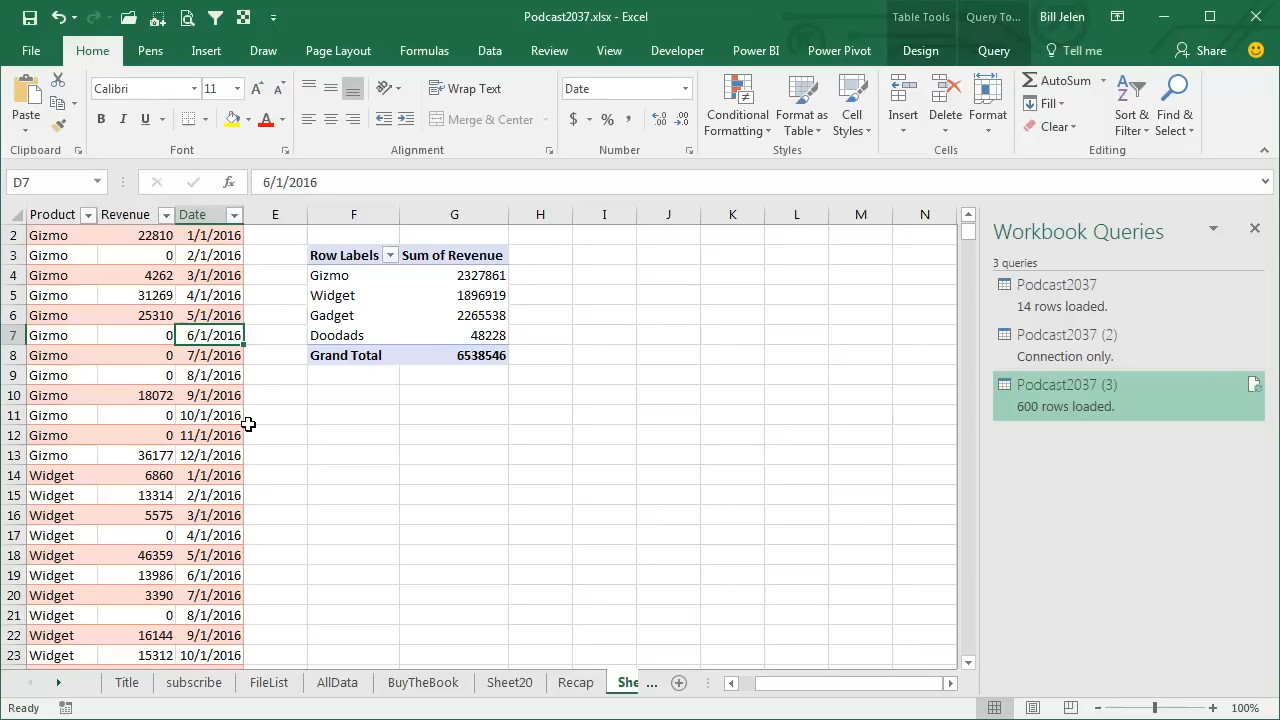 Podcast2037.xlsx - Excel
Table Tools
Query To...
Bill Jelen
File Home Pens Insert Draw Page Layout Formulas Data Review View Developer Power BI Power Pivot Design Query Tell me Share
Paste
Clipboard
Calibri 11
B I U A
Font
Wrap Text
Merge & Center
Alignment
Date
$ % ,
Number
Conditional Formatting
Format as Table
Cell Styles
Styles
Insert
Delete
Format
Cells
AutoSum
Fill
Clear
Sort & Filter
Find & Select
Editing
D7 fx 6/1/2016
Product Revenue Date E F G H I J K L M N
2 Gizmo 22810 1/1/2016
3 Gizmo 0 2/1/2016 Row Labels Sum of Revenue
4 Gizmo 4262 3/1/2016 Gizmo 2327861
5 Gizmo 31269 4/1/2016 Widget 1896919
6 Gizmo 25310 5/1/2016 Gadget 2265538
7 Gizmo 0 6/1/2016 Doodads 48228
8 Gizmo 0 7/1/2016 Grand Total 6538546
9 Gizmo 0 8/1/2016
10 Gizmo 18072 9/1/2016
11 Gizmo 0 10/1/2016
12 Gizmo 0 11/1/2016
13 Gizmo 36177 12/1/2016
14 Widget 6860 1/1/2016
15 Widget 13314 2/1/2016
16 Widget 5575 3/1/2016
17 Widget 0 4/1/2016
18 Widget 46359 5/1/2016
19 Widget 13986 6/1/2016
20 Widget 3390 7/1/2016
21 Widget 0 8/1/2016
22 Widget 16144 9/1/2016
23 Widget 15312 10/1/2016
Workbook Queries
3 queries
Podcast2037
14 rows loaded.
Podcast2037 (2)
Connection only.
Podcast2037 (3)
600 rows loaded.
Title subscribe FileList AllData BuyTheBook Sheet20 Recap She ...
Ready
100%